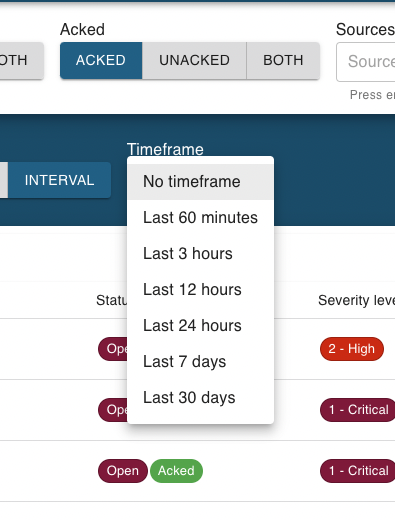 Acked
Sources
OTH
ACKED
UNACKED
BOTH
Source
Press en
Timeframe
INTERVAL
No timeframe
Last 60 minutes
Last 3 hours
Last 12 hours
Last 24 hours
Last 7 days
Last 30 days
Statu
Severity leve
Ope
2 - High
Ope
1 - Critical
Open
Acked
1 - Critical